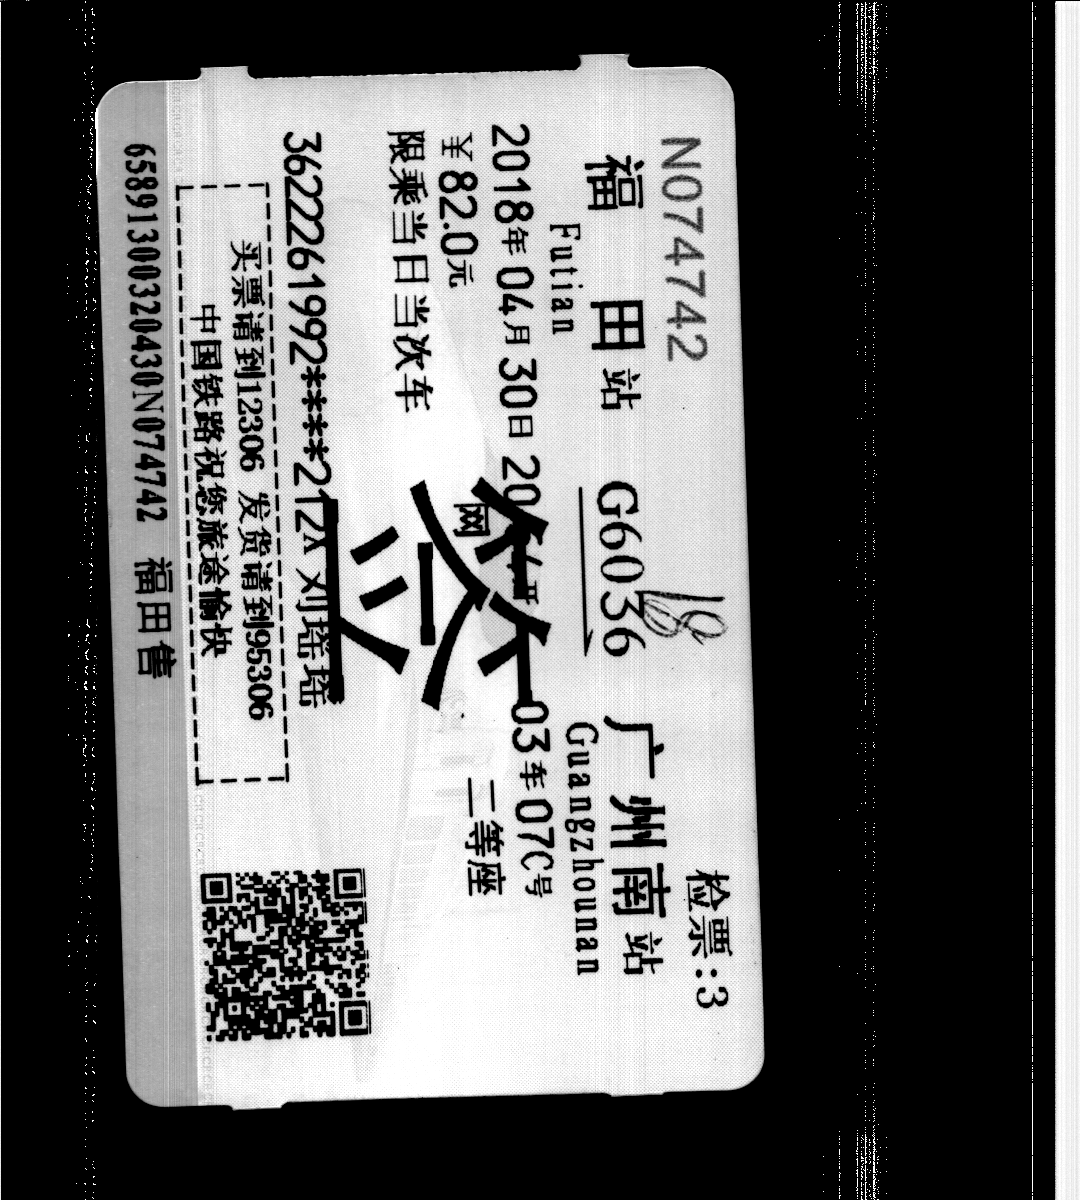 N074742 检票:3
福田站 G6036 广州南站
Futian Guangzhounan
2018年04月30日 20 03车07C号
￥82.0元 网 二等座
限乘当日当次车
签
3622261992****212X 刘瑶瑶
买票请到12306 发货请到95306
中国铁路祝您旅途愉快
65891300320430N074742 福田售